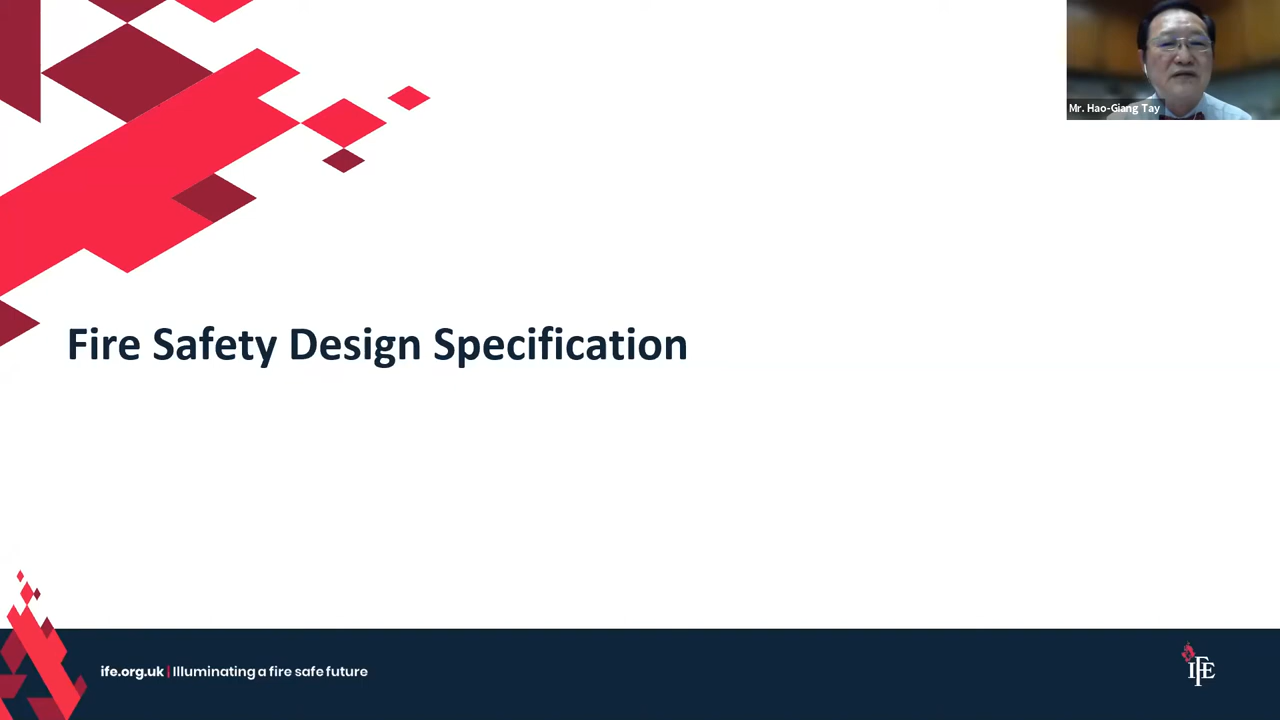 Mr. Hao-Giang Tay
Fire Safety Design Specification
ife.org.uk | Illuminating a fire safe future
IFE